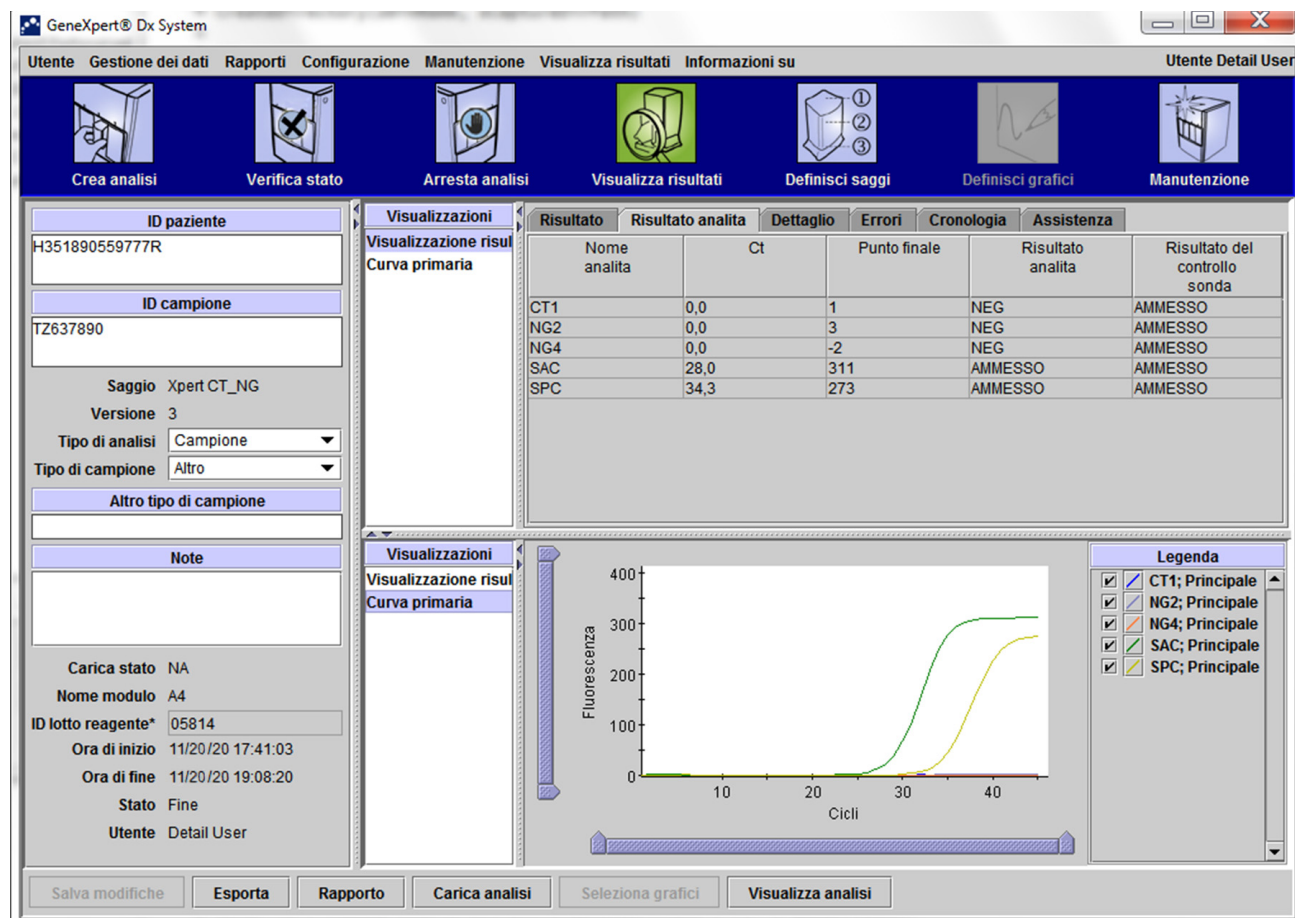 GeneXpert® Dx System
Utente Gestione dei dati Rapporti Configurazione Manutenzione Visualizza risultati Informazioni su Utente Detail User
Crea analisi Verifica stato Arresta analisi Visualizza risultati Definisci saggi Definisci grafici Manutenzione
① ② ③
ID paziente
H351890559777R
ID campione
TZ637890
Saggio Xpert CT_NG
Versione 3
Tipo di analisi Campione
Tipo di campione Altro
Altro tipo di campione
Note
Carica stato NA
Nome modulo A4
ID lotto reagente* 05814
Ora di inizio 11/20/20 17:41:03
Ora di fine 11/20/20 19:08:20
Stato Fine
Utente Detail User
Visualizzazioni
Visualizzazione risul
Curva primaria
Risultato Risultato analita Dettaglio Errori Cronologia Assistenza
Nome analita Ct Punto finale Risultato analita Risultato del controllo sonda
CT1 0,0 1 NEG AMMESSO
NG2 0,0 3 NEG AMMESSO
NG4 0,0 -2 NEG AMMESSO
SAC 28,0 311 AMMESSO AMMESSO
SPC 34,3 273 AMMESSO AMMESSO
Visualizzazioni
Visualizzazione risul
Curva primaria
Fluorescenza
400
300
200
100
0
10 20 30 40
Cicli
Legenda
CT1; Principale
NG2; Principale
NG4; Principale
SAC; Principale
SPC; Principale
Salva modifiche Esporta Rapporto Carica analisi Seleziona grafici Visualizza analisi